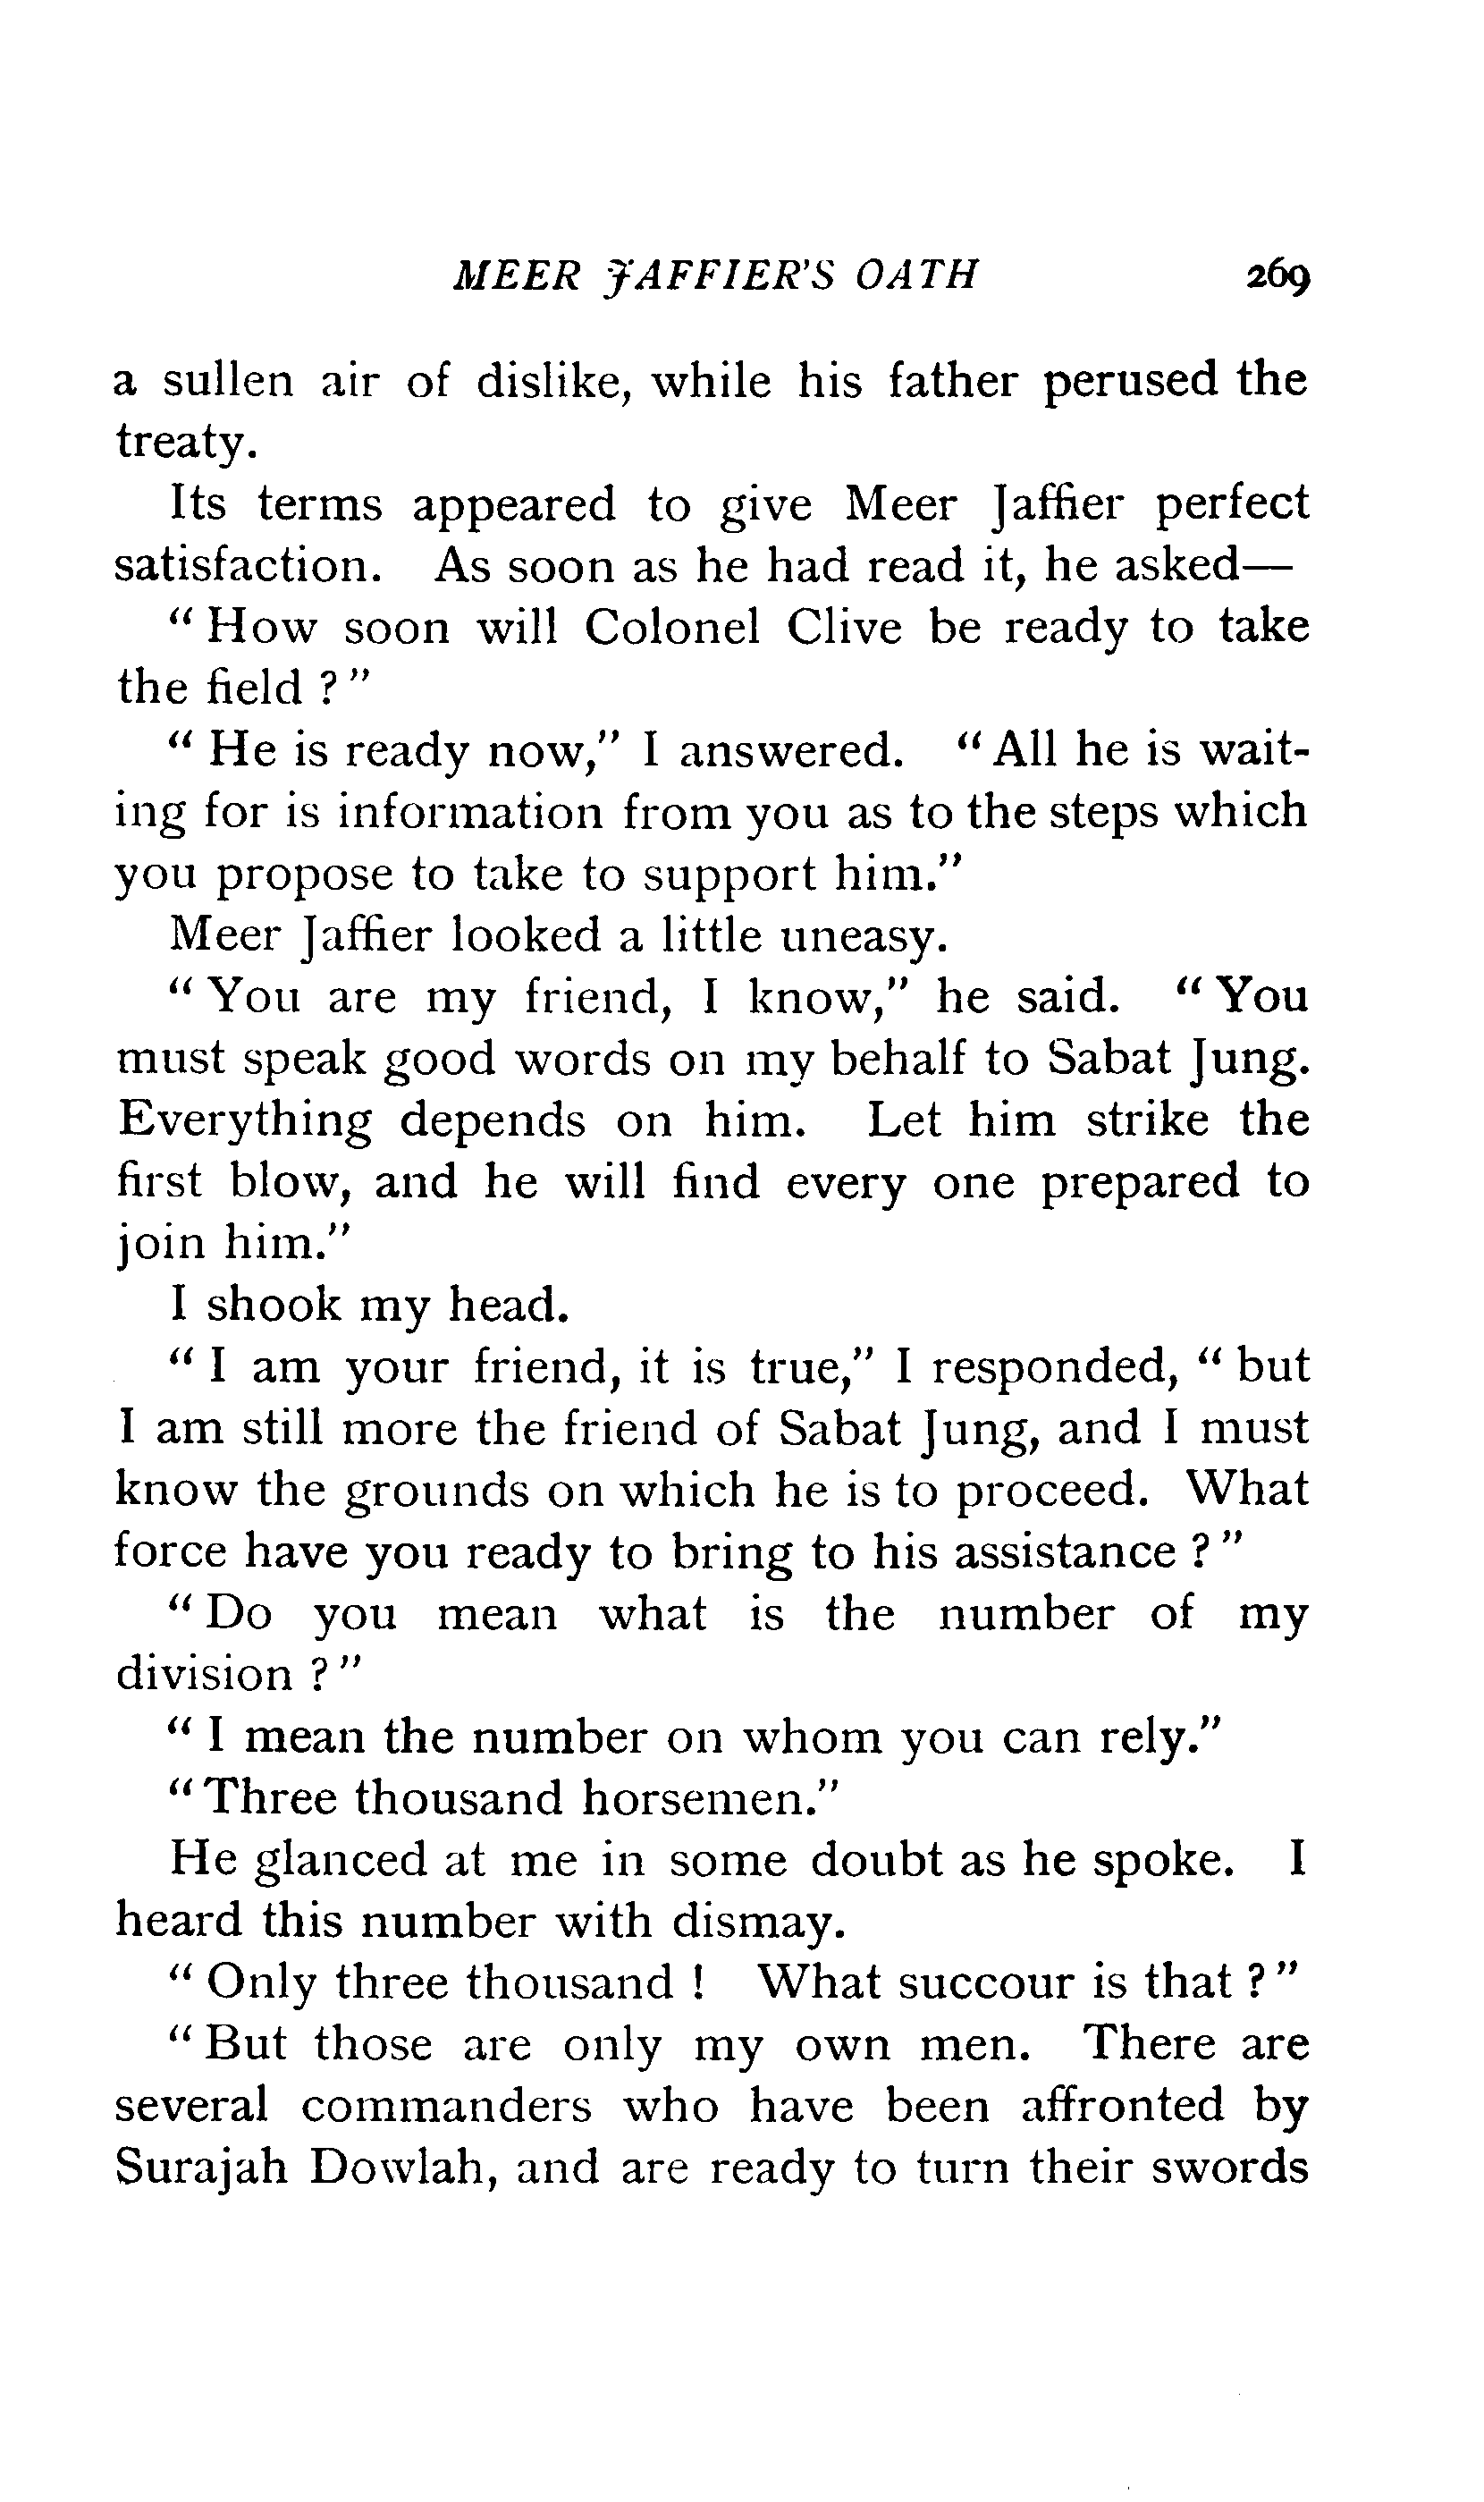 MEER JAFFIER'S OATH 269
a sullen air of dislike, while his father perused the
treaty.
Its terms appeared to give Meer Jaffier perfect
satisfaction. As soon as he had read it, he asked—
"How soon will Colonel Clive be ready to take
the field ?"
"He is ready now," I answered. "All he is wait-
ing for is information from you as to the steps which
you propose to take to support him."
Meer Jaffier looked a little uneasy.
"You are my friend, I know," he said. "You
must speak good words on my behalf to Sabat Jung.
Everything depends on him. Let him strike the
first blow, and he will find every one prepared to
join him."
I shook my head.
"I am your friend, it is true," I responded, "but
I am still more the friend of Sabat Jung, and I must
know the grounds on which he is to proceed. What
force have you ready to bring to his assistance ?"
"Do you mean what is the number of my
division ?"
"I mean the number on whom you can rely."
"Three thousand horsemen."
He glanced at me in some doubt as he spoke. I
heard this number with dismay.
"Only three thousand ! What succour is that ?"
"But those are only my own men. There are
several commanders who have been affronted by
Surajah Dowlah, and are ready to turn their swords